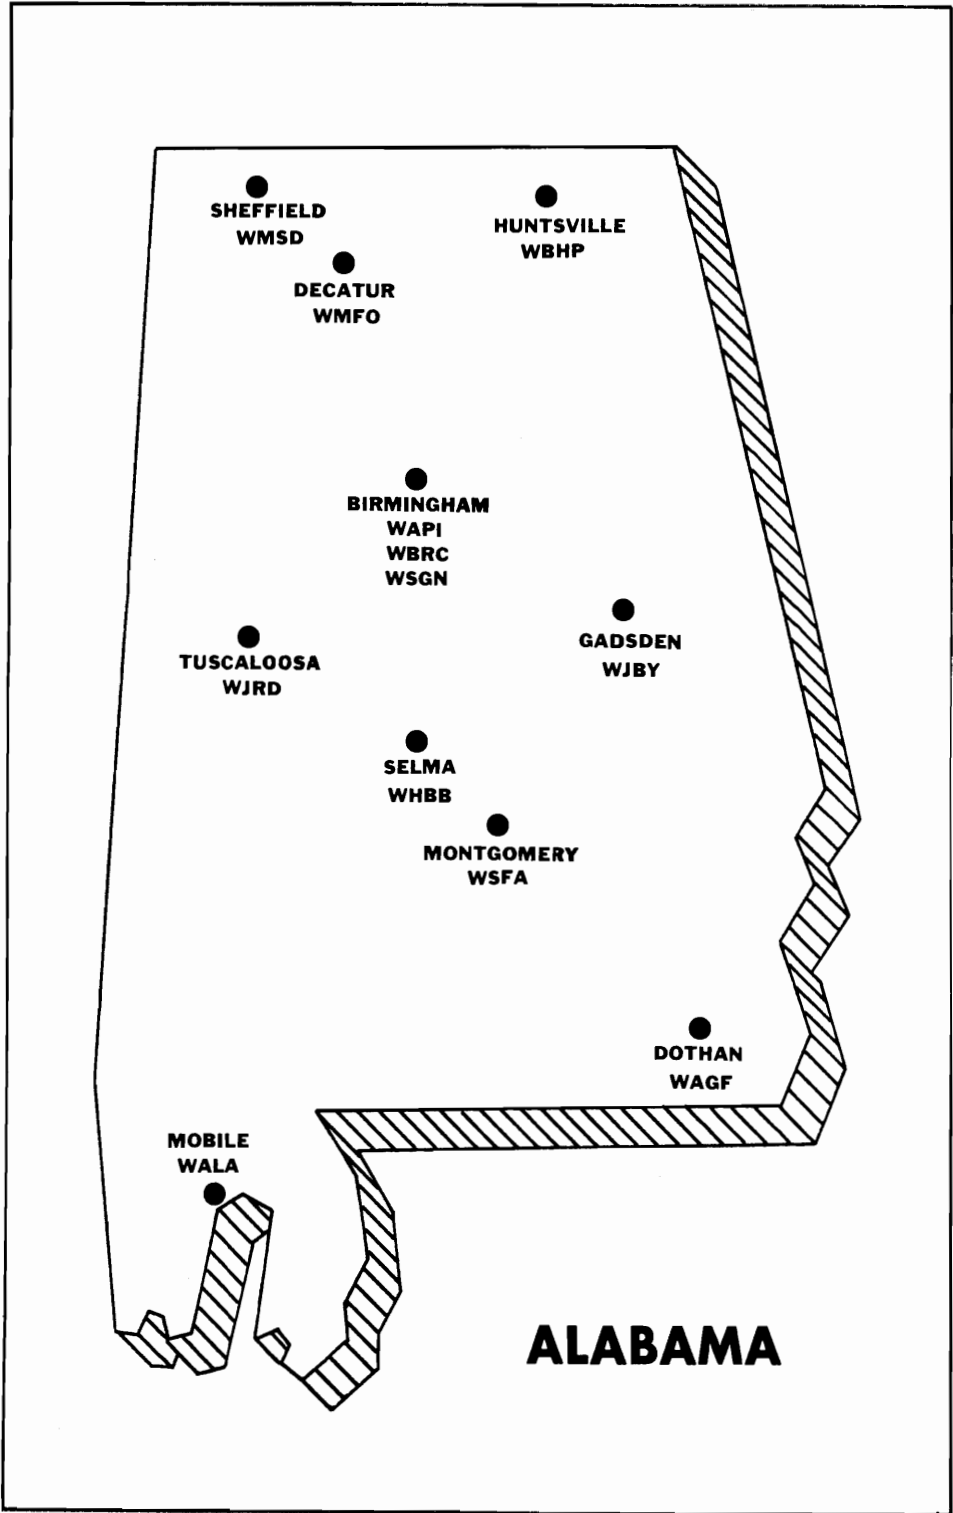 SHEFFIELD
WMSD
HUNTSVILLE
WBHP
DECATUR
WMFO
BIRMINGHAM
WAPI
WBRC
WSGN
GADSDEN
WJBY
TUSCALOOSA
WJRD
SELMA
WHBB
MONTGOMERY
WSFA
DOTHAN
WAGF
MOBILE
WALA
ALABAMA